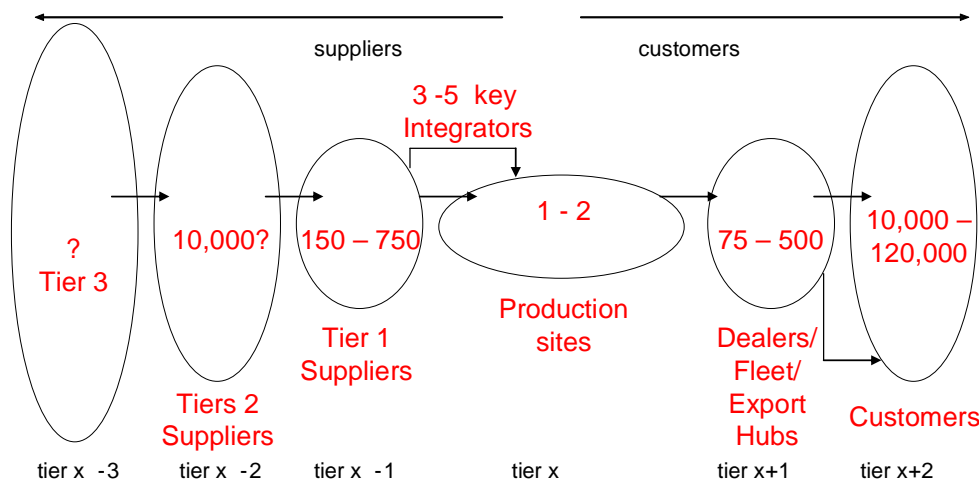 suppliers
customers
3 -5 key
Integrators
?
Tier 3
10,000?
150 – 750
1 - 2
75 – 500
10,000 –
120,000
Tiers 2
Suppliers
Tier 1
Suppliers
Production
sites
Dealers/
Fleet/
Export
Hubs
Customers
tier x -3
tier x -2
tier x -1
tier x
tier x+1
tier x+2